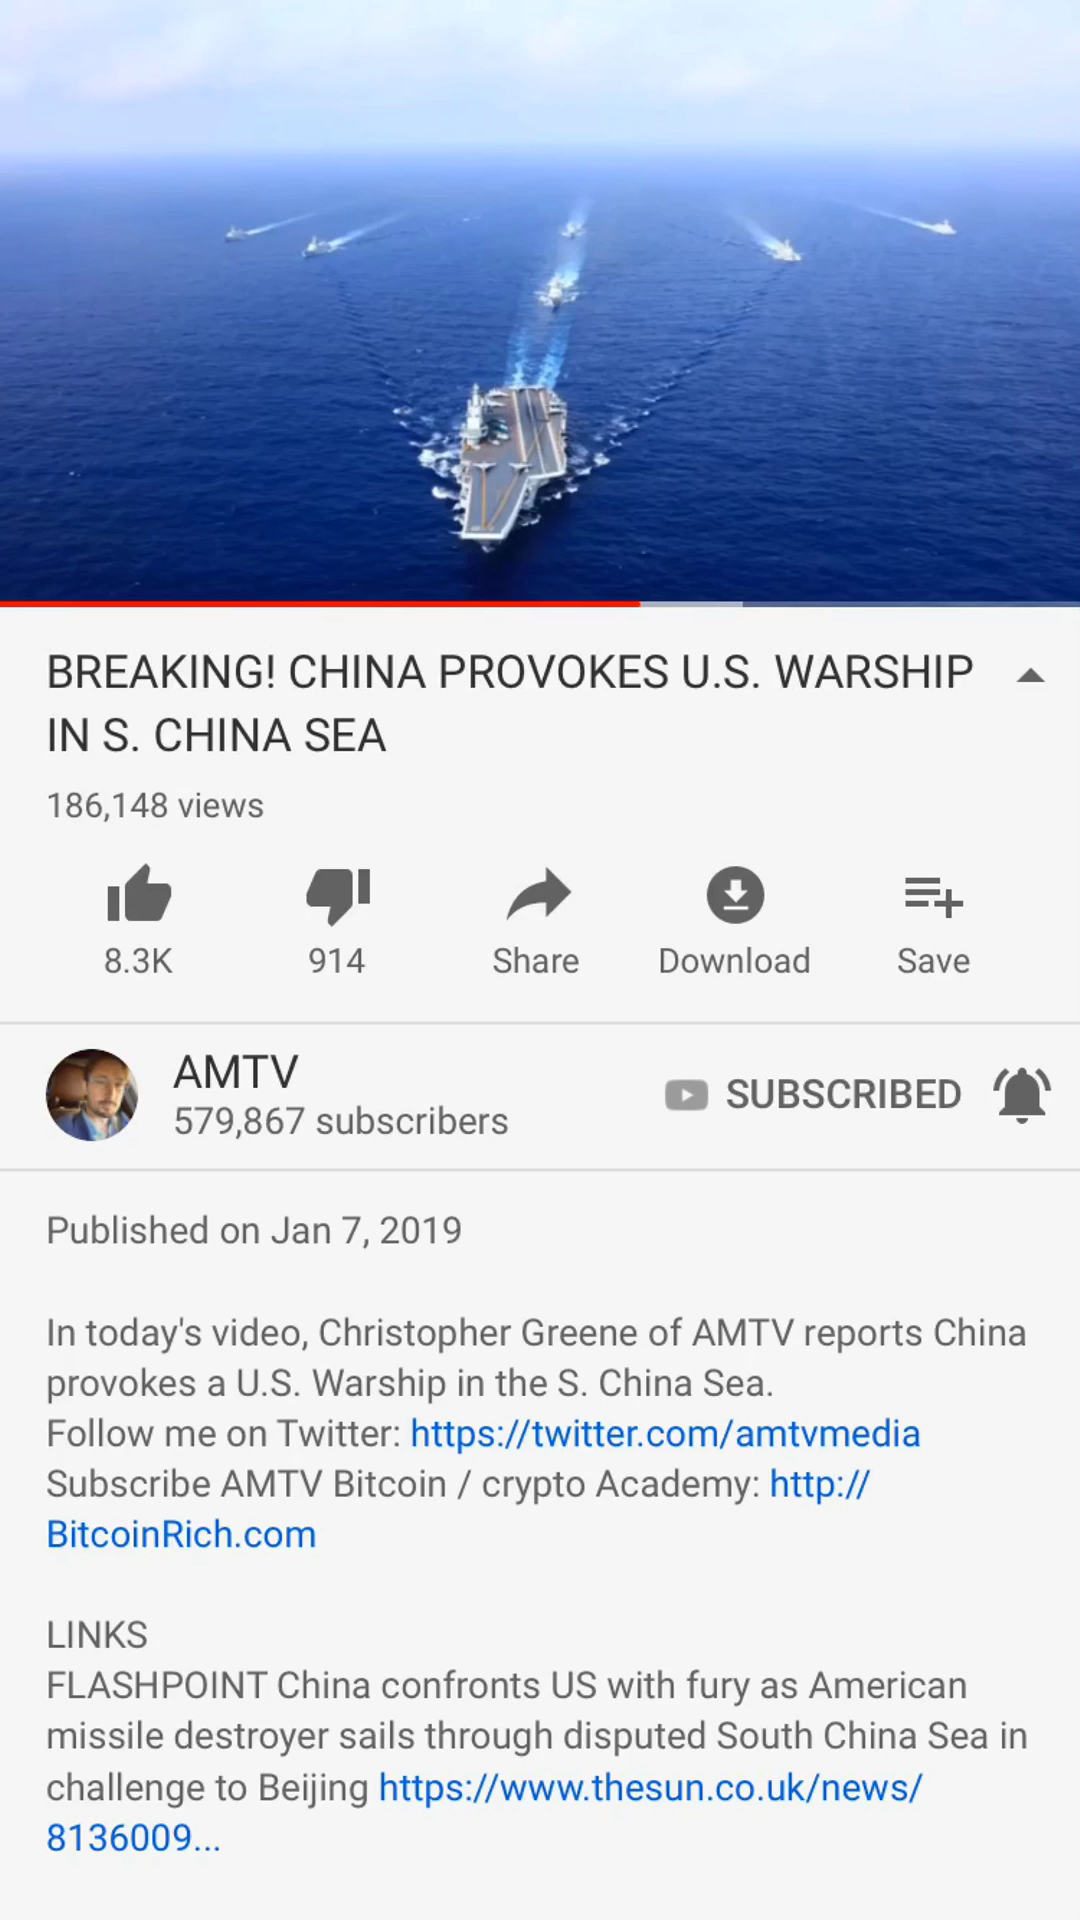 BREAKING! CHINA PROVOKES U.S. WARSHIP
IN S. CHINA SEA
186,148 views
8.3K
914
Share
Download
Save
AMTV
579,867 subscribers
SUBSCRIBED
Published on Jan 7, 2019
In today's video, Christopher Greene of AMTV reports China
provokes a U.S. Warship in the S. China Sea.
Follow me on Twitter: https://twitter.com/amtvmedia
Subscribe AMTV Bitcoin / crypto Academy: http://
BitcoinRich.com
LINKS
FLASHPOINT China confronts US with fury as American
missile destroyer sails through disputed South China Sea in
challenge to Beijing https://www.thesun.co.uk/news/
8136009...